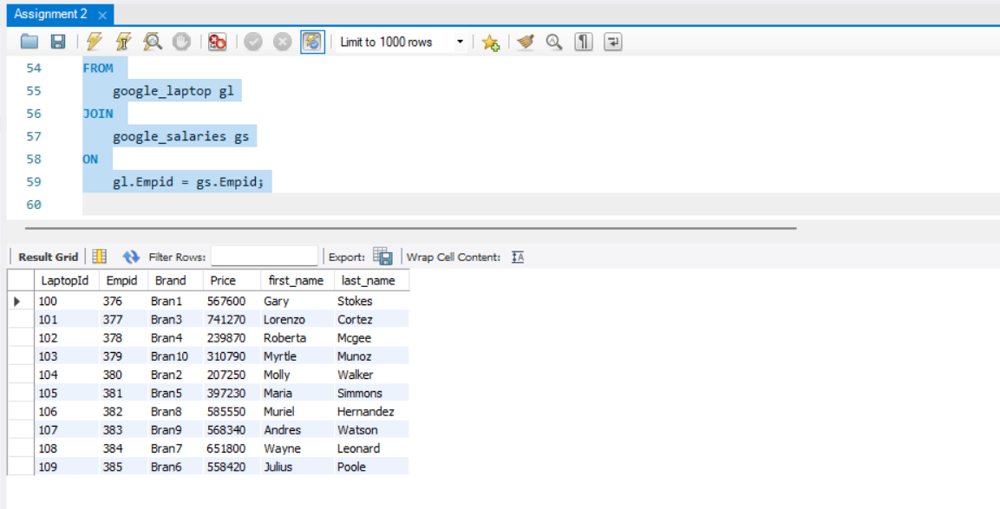 Assignment 2
Limit to 1000 rows
54 FROM
55 google_laptop gl
56 JOIN
57 google_salaries gs
58 ON
59 gl.Empid = gs.Empid;
60
Result Grid Filter Rows: Export: Wrap Cell Content: IA
LaptopId Empid Brand Price first_name last_name
100 376 Bran1 567600 Gary Stokes
101 377 Bran3 741270 Lorenzo Cortez
102 378 Bran4 239870 Roberta Mcgee
103 379 Bran10 310790 Myrtle Munoz
104 380 Bran2 207250 Molly Walker
105 381 Bran5 397230 Maria Simmons
106 382 Bran8 585550 Muriel Hernandez
107 383 Bran9 568340 Andres Watson
108 384 Bran7 651800 Wayne Leonard
109 385 Bran6 558420 Julius Poole